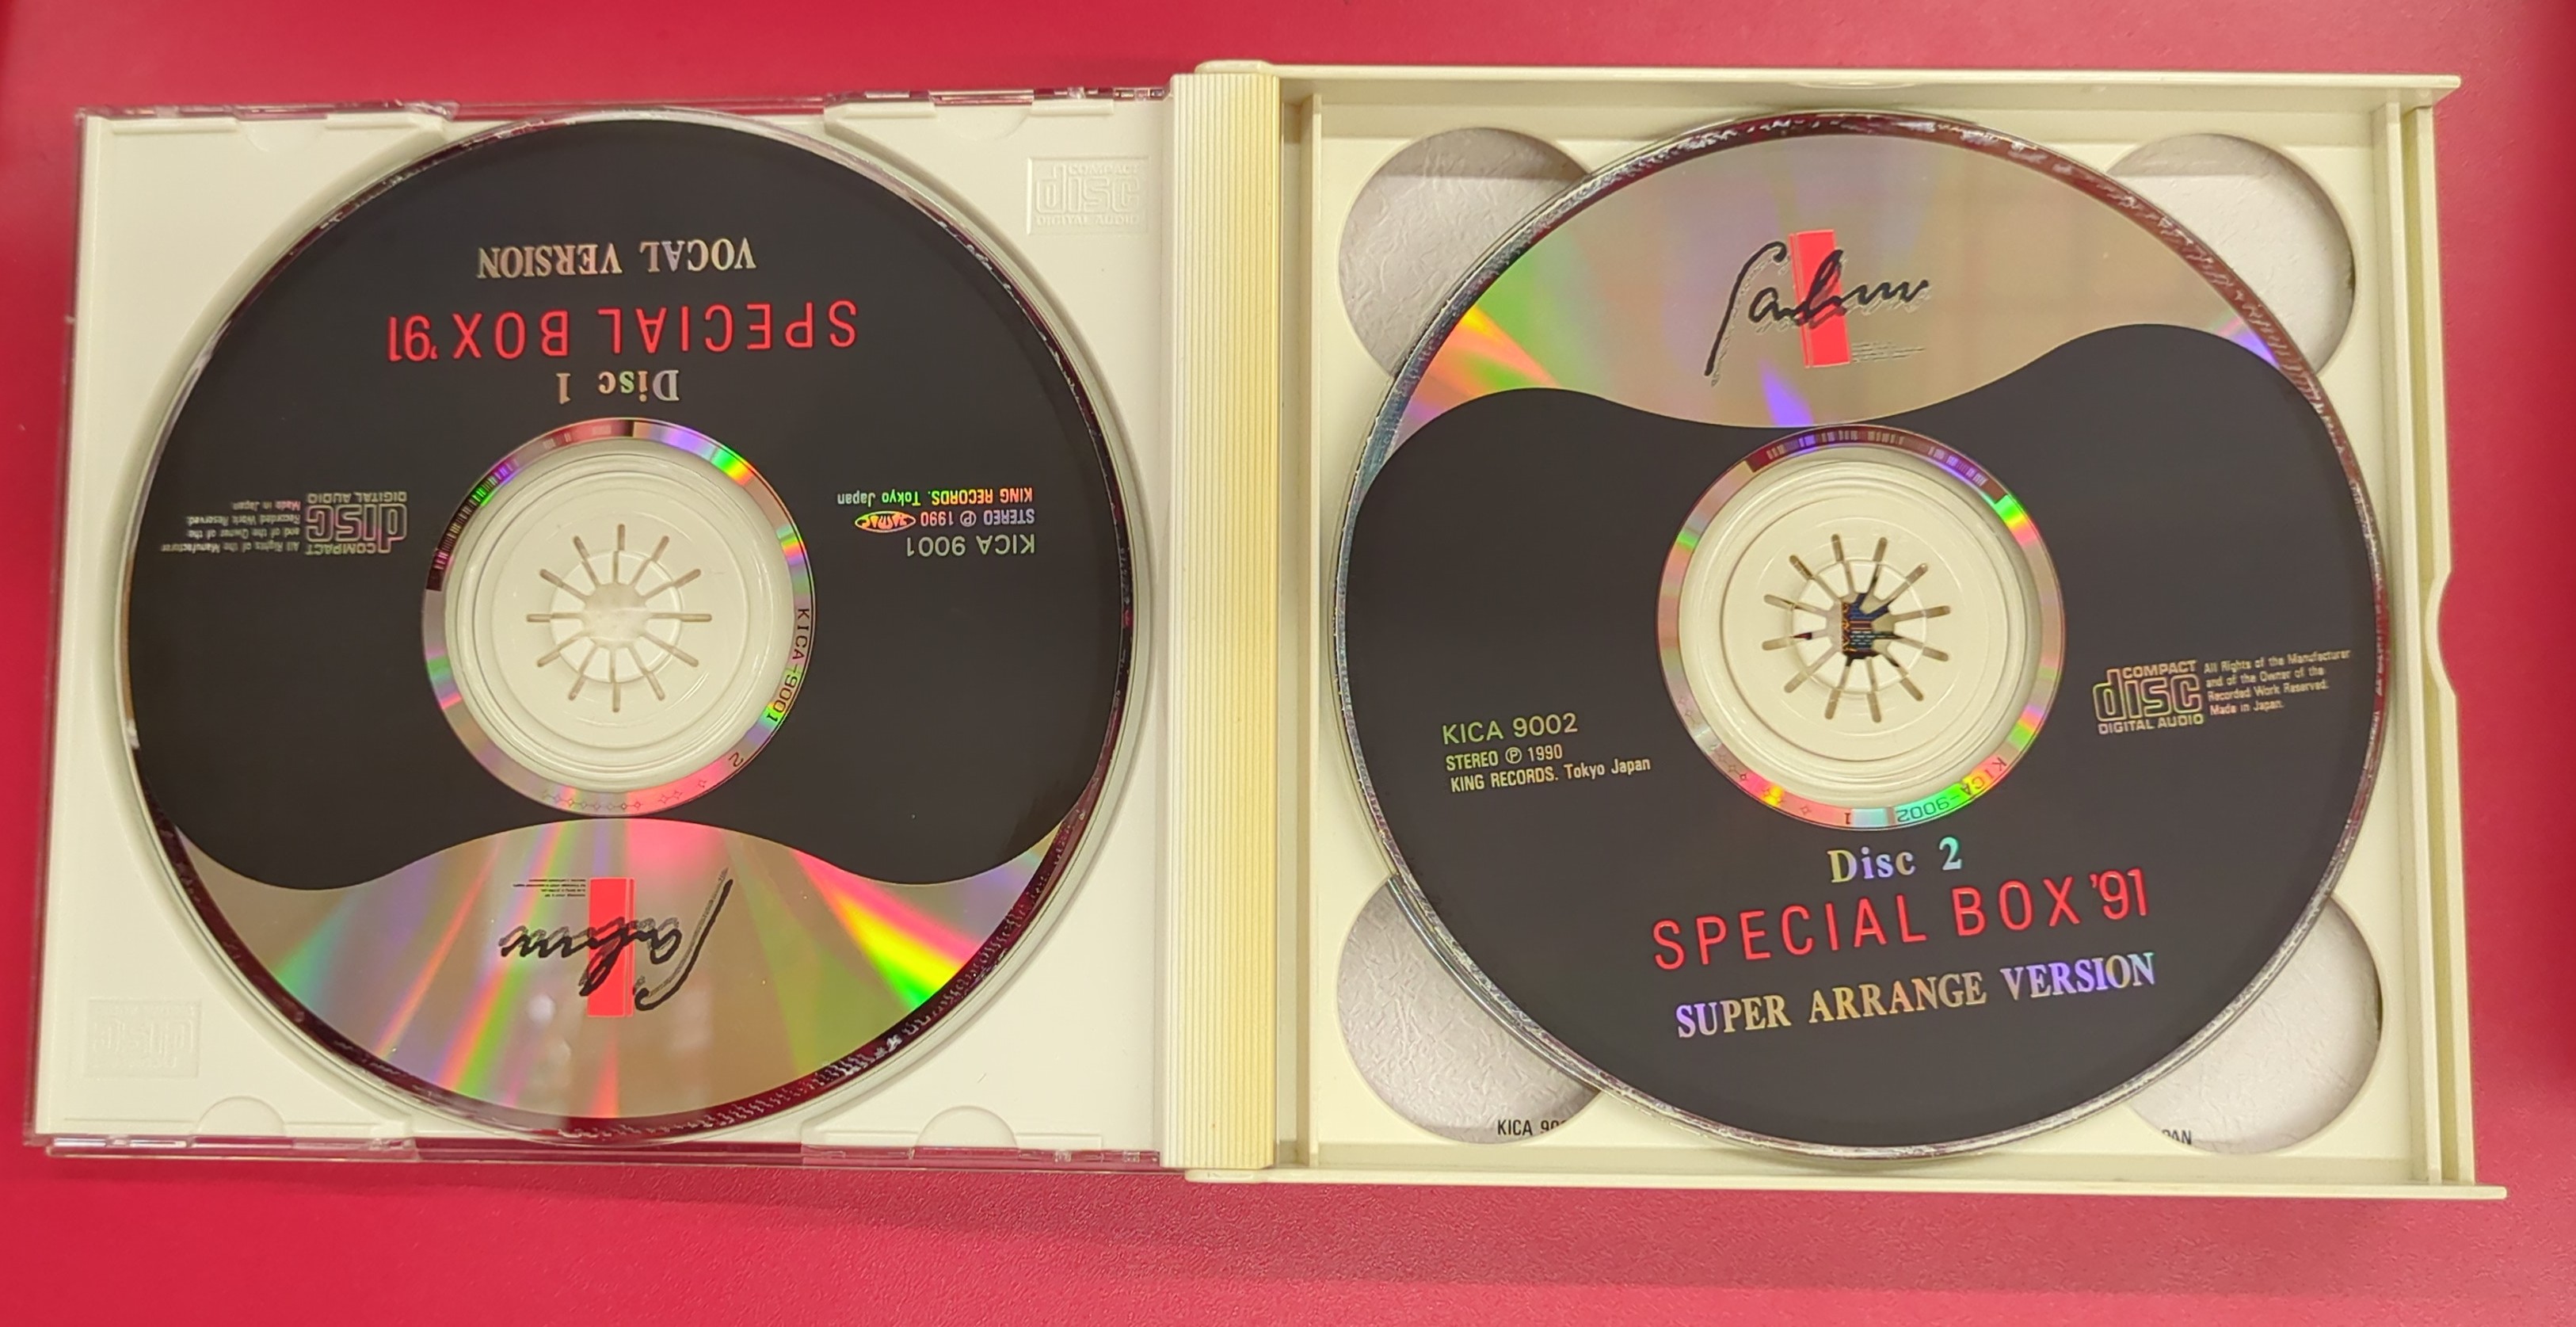 Disc 1
SPECIAL BOX '91
VOCAL VERSION
KICA 9001
STEREO Ⓟ 1990
KING RECORDS. Tokyo Japan
COMPACT
disc
DIGITAL AUDIO
All Rights of the Manufacturer
and of the Owner of the
Recorded Work Reserved.
Made in Japan.
KICA-9001
2
COMPACT
disc
DIGITAL AUDIO
KICA 9002
STEREO Ⓟ 1990
KING RECORDS. Tokyo Japan
COMPACT
disc
DIGITAL AUDIO
All Rights of the Manufacturer
and of the Owner of the
Recorded Work Reserved.
Made in Japan.
KICA-9002
1
Disc 2
SPECIAL BOX '91
SUPER ARRANGE VERSION
KICA